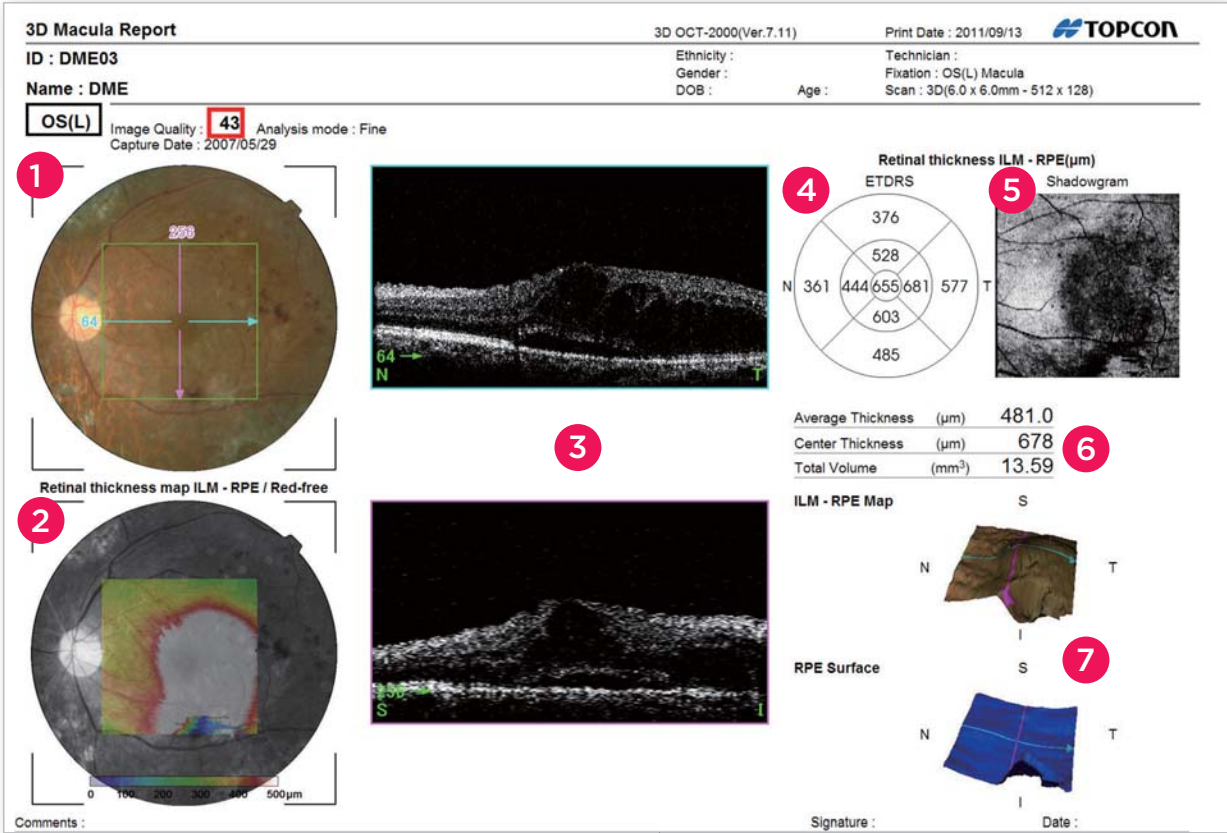 3D Macula Report
3D OCT-2000(Ver.7.11)
Print Date : 2011/09/13
TOPCON
ID : DME03
Ethnicity :
Technician :
Gender :
Fixation : OS(L) Macula
Name : DME
DOB :
Age :
Scan : 3D(6.0 x 6.0mm - 512 x 128)
OS(L)
Image Quality : 43 Analysis mode : Fine
Capture Date : 2007/05/29
1
256
64
Retinal thickness map ILM - RPE / Red-free
2
0 100 200 300 400 500µm
64
N T
3
256
S I
Retinal thickness ILM - RPE(µm)
4
ETDRS
376
528
N 361 444 655 681 577 T
603
485
5
Shadowgram
Average Thickness (µm) 481.0
Center Thickness (µm) 678
Total Volume (mm³) 13.59
6
ILM - RPE Map
S
N T
I
RPE Surface
S
7
N T
I
Comments :
Signature :
Date :